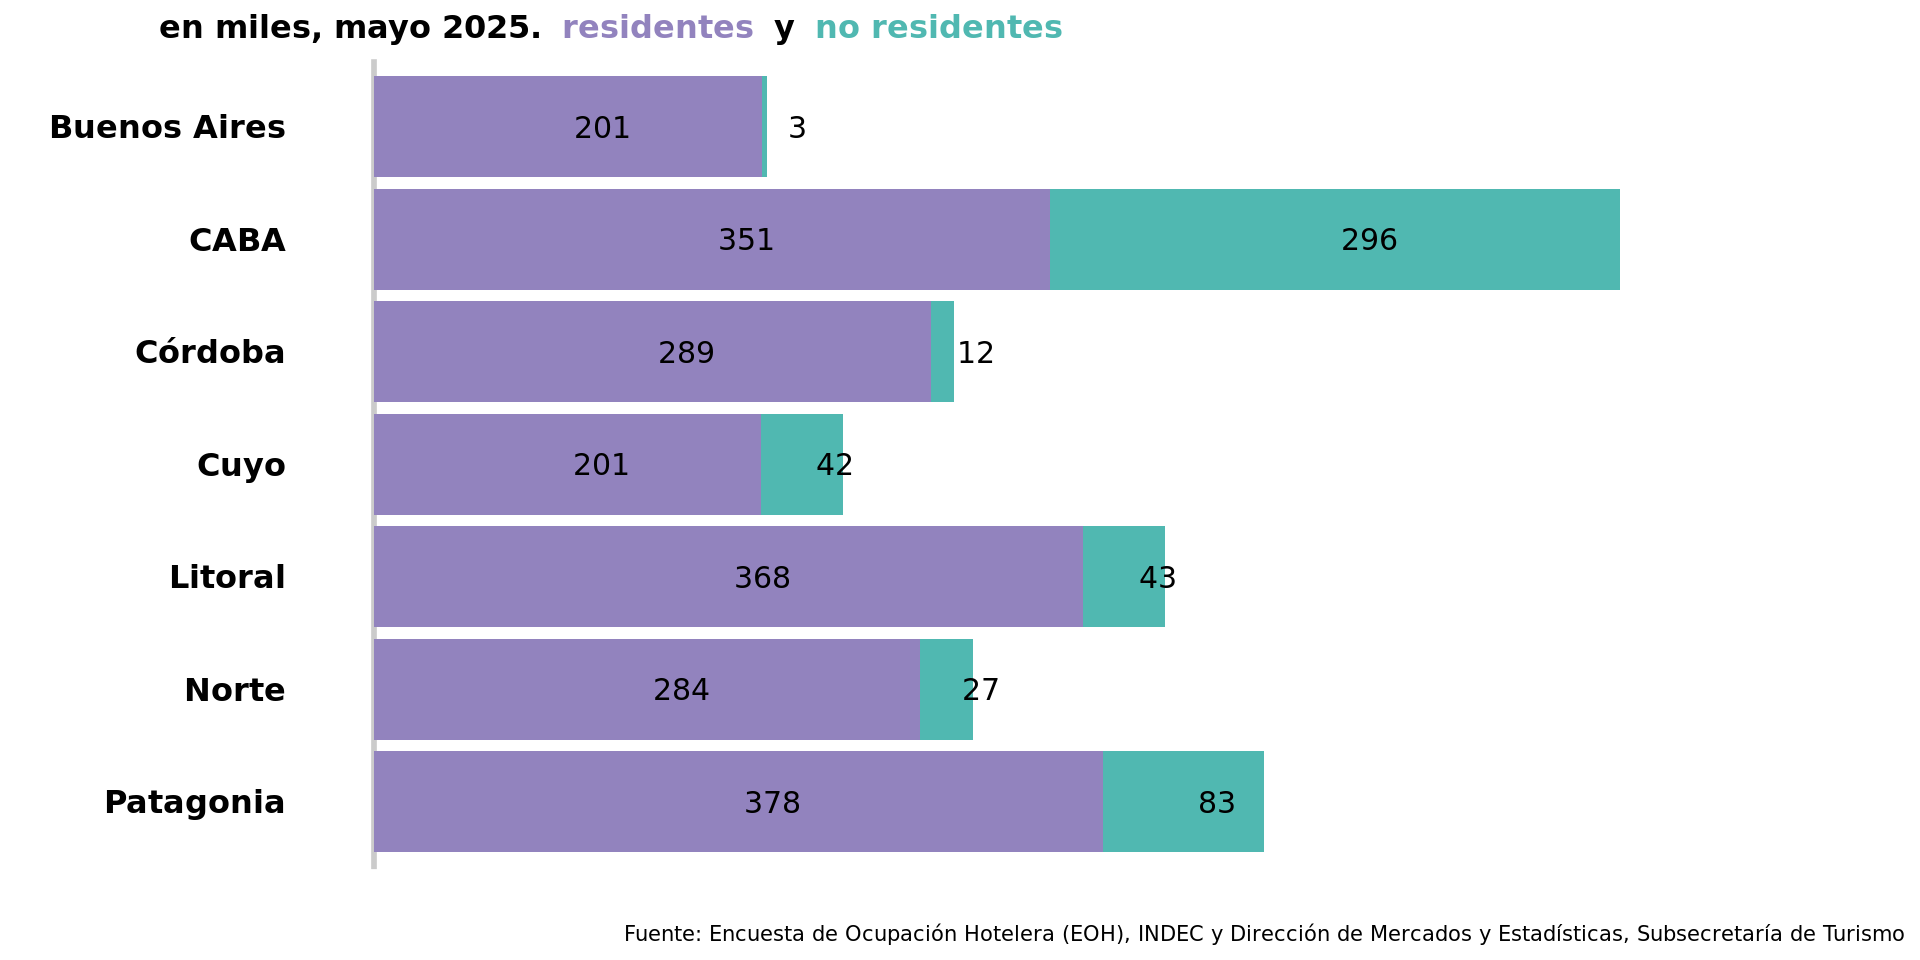 en miles, mayo 2025. residentes y no residentes
Buenos Aires 201 3
CABA 351 296
Córdoba 289 12
Cuyo 201 42
Litoral 368 43
Norte 284 27
Patagonia 378 83
Fuente: Encuesta de Ocupación Hotelera (EOH), INDEC y Dirección de Mercados y Estadísticas, Subsecretaría de Turismo